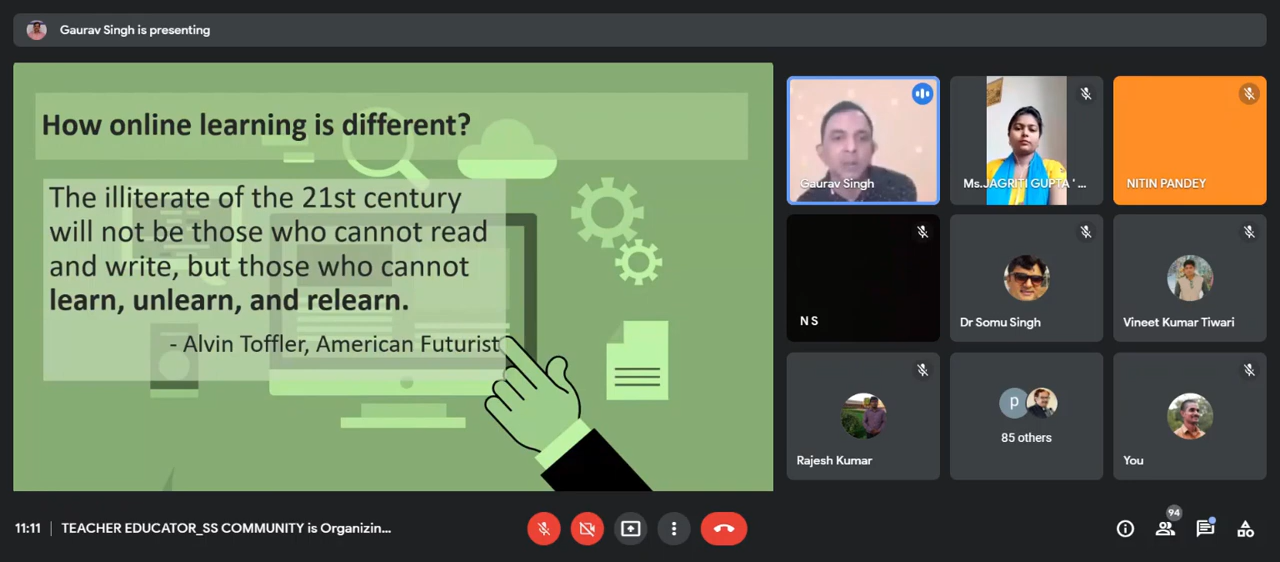 Gaurav Singh is presenting
How online learning is different?
The illiterate of the 21st century
will not be those who cannot read
and write, but those who cannot
learn, unlearn, and relearn.
- Alvin Toffler, American Futurist
Gaurav Singh
Ms.JAGRITI GUPTA ' ...
NITIN PANDEY
N S
Dr Somu Singh
Vineet Kumar Tiwari
Rajesh Kumar
p
85 others
You
11:11 | TEACHER EDUCATOR_SS COMMUNITY is Organizin...
94